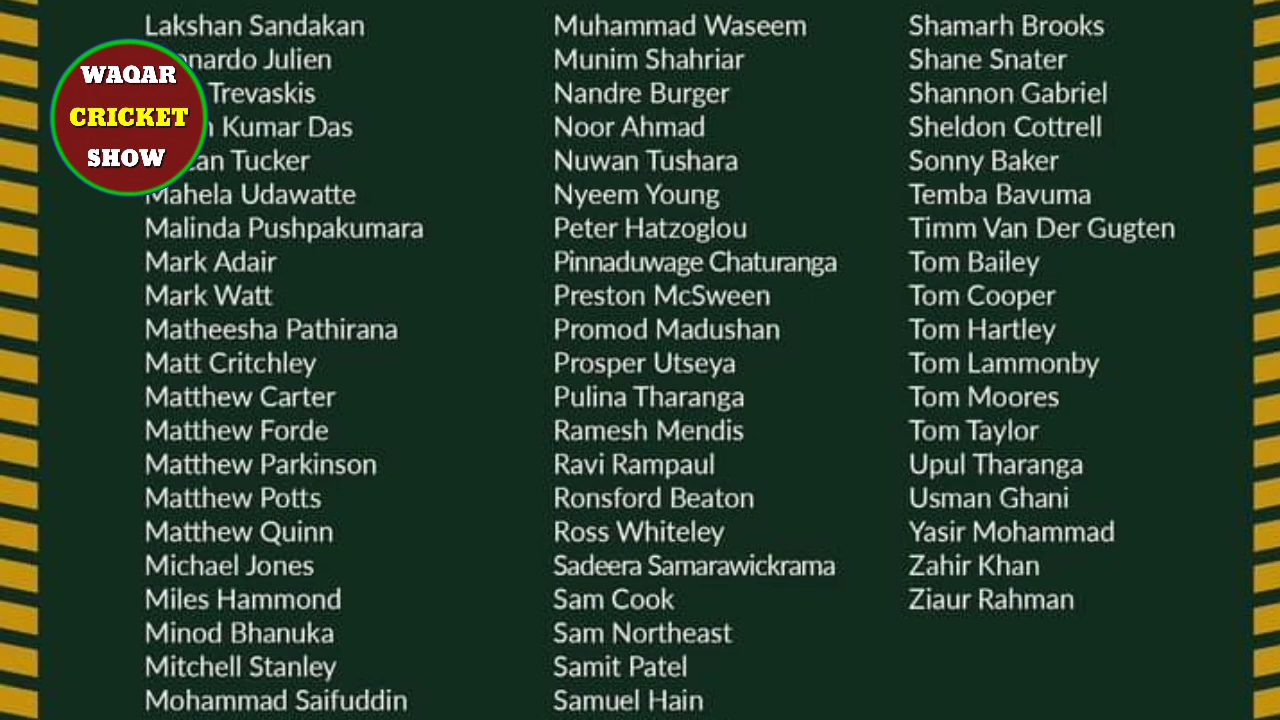 WAQAR
CRICKET
SHOW
Lakshan Sandakan
Julien
Trevaskis
Kumar Das
Tucker
Mahela Udawatte
Malinda Pushpakumara
Mark Adair
Mark Watt
Matheesha Pathirana
Matt Critchley
Matthew Carter
Matthew Forde
Matthew Parkinson
Matthew Potts
Matthew Quinn
Michael Jones
Miles Hammond
Minod Bhanuka
Mitchell Stanley
Mohammad Saifuddin
Muhammad Waseem
Munim Shahriar
Nandre Burger
Noor Ahmad
Nuwan Tushara
Nyeem Young
Peter Hatzoglou
Pinnaduwage Chaturanga
Preston McSween
Promod Madushan
Prosper Utseya
Pulina Tharanga
Ramesh Mendis
Ravi Rampaul
Ronsford Beaton
Ross Whiteley
Sadeera Samarawickrama
Sam Cook
Sam Northeast
Samit Patel
Samuel Hain
Shamarh Brooks
Shane Snater
Shannon Gabriel
Sheldon Cottrell
Sonny Baker
Temba Bavuma
Timm Van Der Gugten
Tom Bailey
Tom Cooper
Tom Hartley
Tom Lammonby
Tom Moores
Tom Taylor
Upul Tharanga
Usman Ghani
Yasir Mohammad
Zahir Khan
Ziaur Rahman